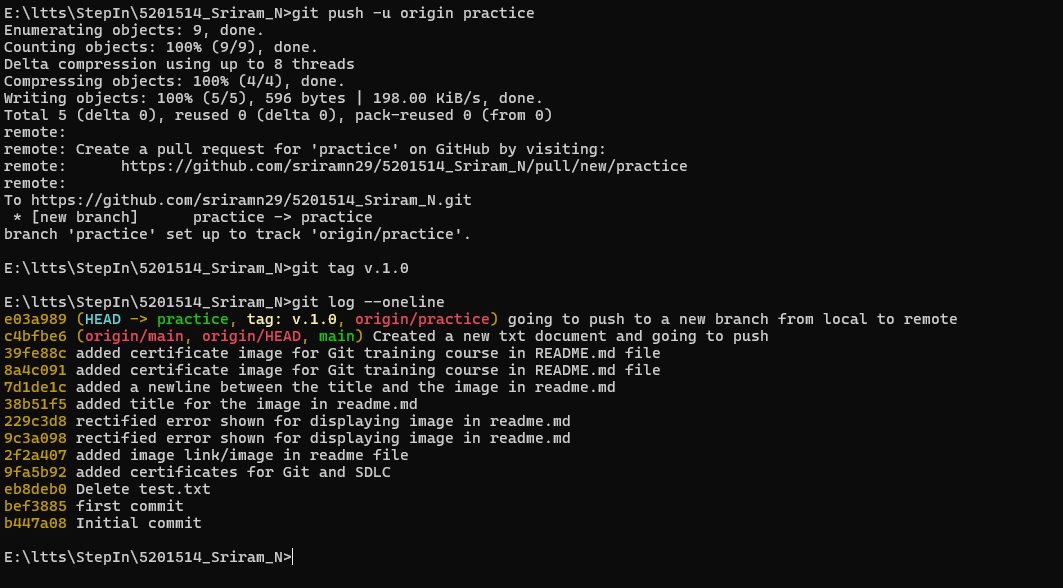 E:\ltts\StepIn\5201514_Sriram_N>git push -u origin practice
Enumerating objects: 9, done.
Counting objects: 100% (9/9), done.
Delta compression using up to 8 threads
Compressing objects: 100% (4/4), done.
Writing objects: 100% (5/5), 596 bytes | 198.00 KiB/s, done.
Total 5 (delta 0), reused 0 (delta 0), pack-reused 0 (from 0)
remote:
remote: Create a pull request for 'practice' on GitHub by visiting:
remote:      https://github.com/sriramn29/5201514_Sriram_N/pull/new/practice
remote:
To https://github.com/sriramn29/5201514_Sriram_N.git
 * [new branch]      practice -> practice
branch 'practice' set up to track 'origin/practice'.
E:\ltts\StepIn\5201514_Sriram_N>git tag v.1.0
E:\ltts\StepIn\5201514_Sriram_N>git log --oneline
e03a989 (HEAD -> practice, tag: v.1.0, origin/practice) going to push to a new branch from local to remote
c4bfbe6 (origin/main, origin/HEAD, main) Created a new txt document and going to push
39fe88c added certificate image for Git training course in README.md file
8a4c091 added certificate image for Git training course in README.md file
7d1de1c added a newline between the title and the image in readme.md
38b51f5 added title for the image in readme.md
229c3d8 rectified error shown for displaying image in readme.md
9c3a098 rectified error shown for displaying image in readme.md
2f2a407 added image link/image in readme file
9fa5b92 added certificates for Git and SDLC
eb8deb0 Delete test.txt
bef3885 first commit
b447a08 Initial commit
E:\ltts\StepIn\5201514_Sriram_N>